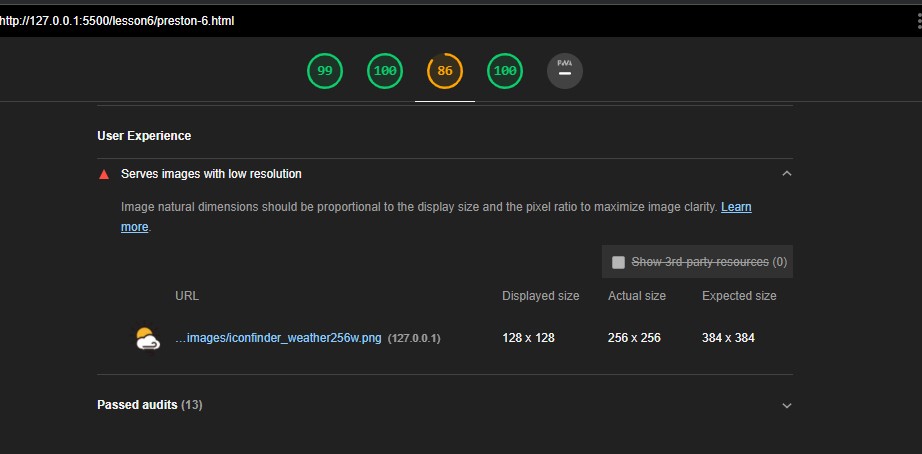 http://127.0.0.1:5500/lesson6/preston-6.html
99 100 86 100 PWA
User Experience
Serves images with low resolution
Image natural dimensions should be proportional to the display size and the pixel ratio to maximize image clarity. Learn
more.
Show 3rd-party resources (0)
URL Displayed size Actual size Expected size
...images/iconfinder_weather256w.png (127.0.0.1) 128 x 128 256 x 256 384 x 384
Passed audits (13)